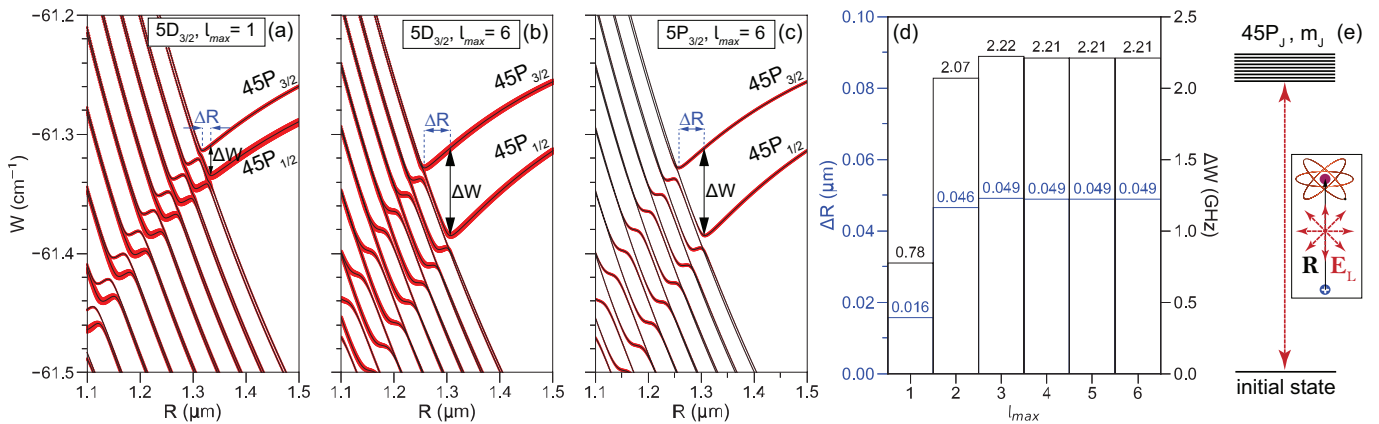 5D3/2, lmax = 1 (a)
W (cm−1)
−61.2
−61.3
−61.4
−61.5
45P3/2
ΔR
ΔW
45P1/2
1.1 1.2 1.3 1.4 1.5
R (μm)
5D3/2, lmax = 6 (b)
45P3/2
ΔR
45P1/2
ΔW
1.1 1.2 1.3 1.4 1.5
R (μm)
5P3/2, lmax = 6 (c)
45P3/2
ΔR
45P1/2
ΔW
1.1 1.2 1.3 1.4 1.5
R (μm)
(d)
ΔR (μm)
0.10
0.08
0.06
0.04
0.02
0.00
0.78 2.07 2.22 2.21 2.21 2.21
0.016 0.046 0.049 0.049 0.049 0.049
1 2 3 4 5 6
lmax
2.5
2.0
1.5
1.0
0.5
0.0
ΔW (GHz)
45PJ , mJ (e)
R EL
+
initial state